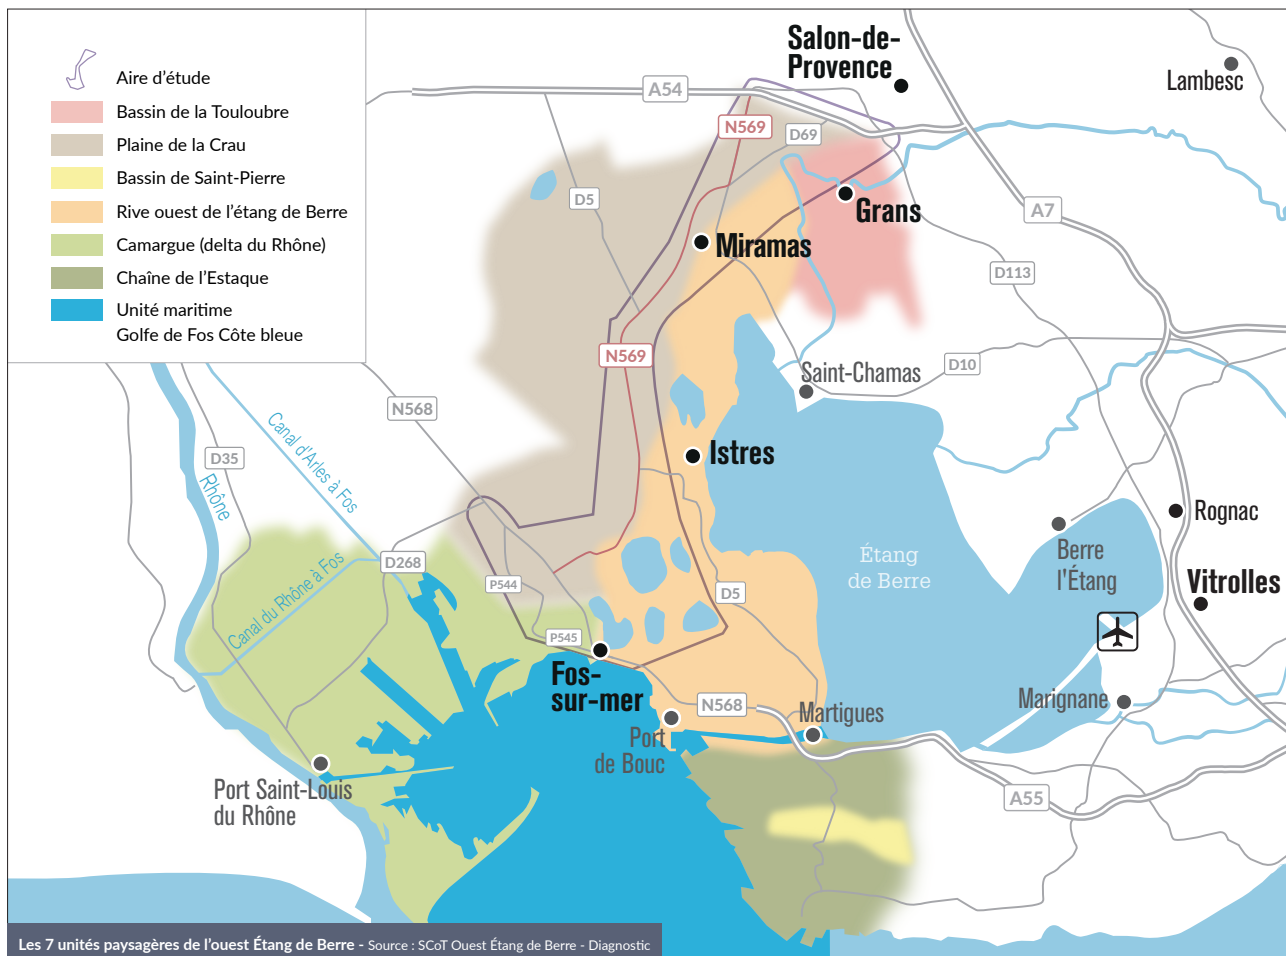 Aire d'étude
Bassin de la Touloubre
Plaine de la Crau
Bassin de Saint-Pierre
Rive ouest de l'étang de Berre
Camargue (delta du Rhône)
Chaîne de l'Estaque
Unité maritime
Golfe de Fos Côte bleue
Salon-de-
Provence
Lambesc
A54
N569
D69
D5
Grans
A7
Miramas
D113
N569
Saint-Chamas
D10
N568
Canal d'Arles à Fos
D35
Rhône
Istres
Rognac
Étang
de Berre
Berre
l'Étang
D268
P544
Canal du Rhône à Fos
D5
Vitrolles
P545
Fos-
sur-mer
N568
Marignane
Martigues
Port
de Bouc
Port Saint-Louis
du Rhône
A55
Les 7 unités paysagères de l'ouest Étang de Berre - Source : SCoT Ouest Étang de Berre - Diagnostic